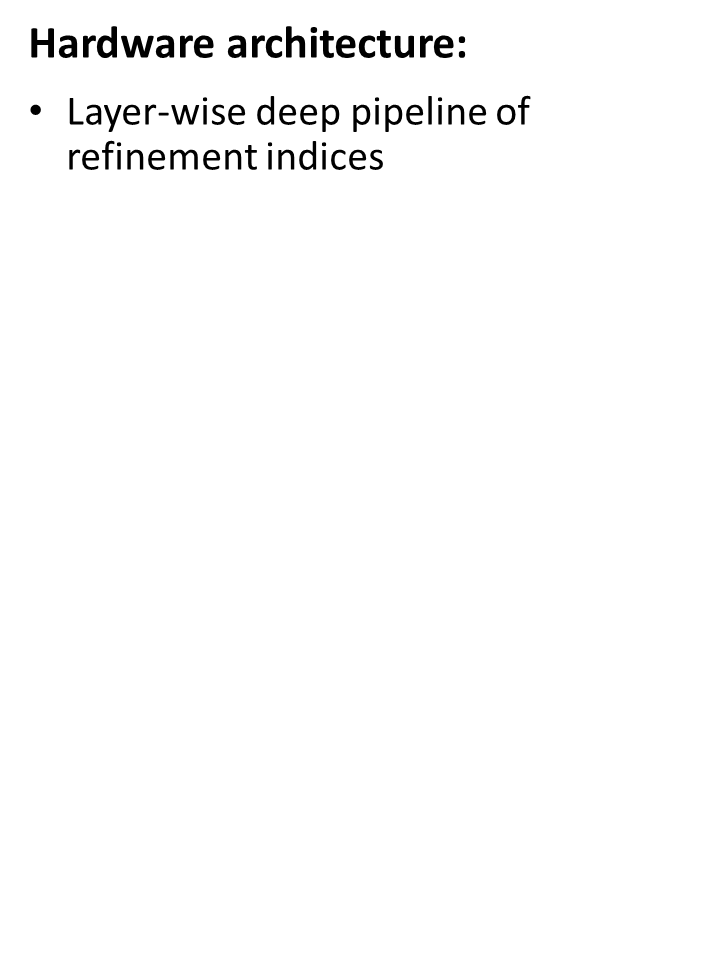 Hardware architecture:
• Layer-wise deep pipeline of
refinement indices